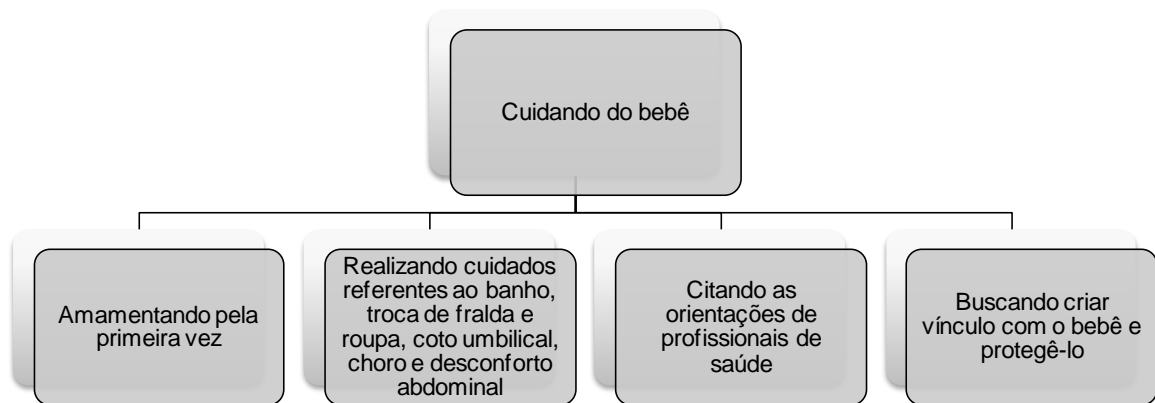 Cuidando do bebê
Amamentando pela
primeira vez
Realizando cuidados
referentes ao banho,
troca de fralda e
roupa, coto umbilical,
choro e desconforto
abdominal
Citando as
orientações de
profissionais de
saúde
Buscando criar
vínculo com o bebê e
protegê-lo